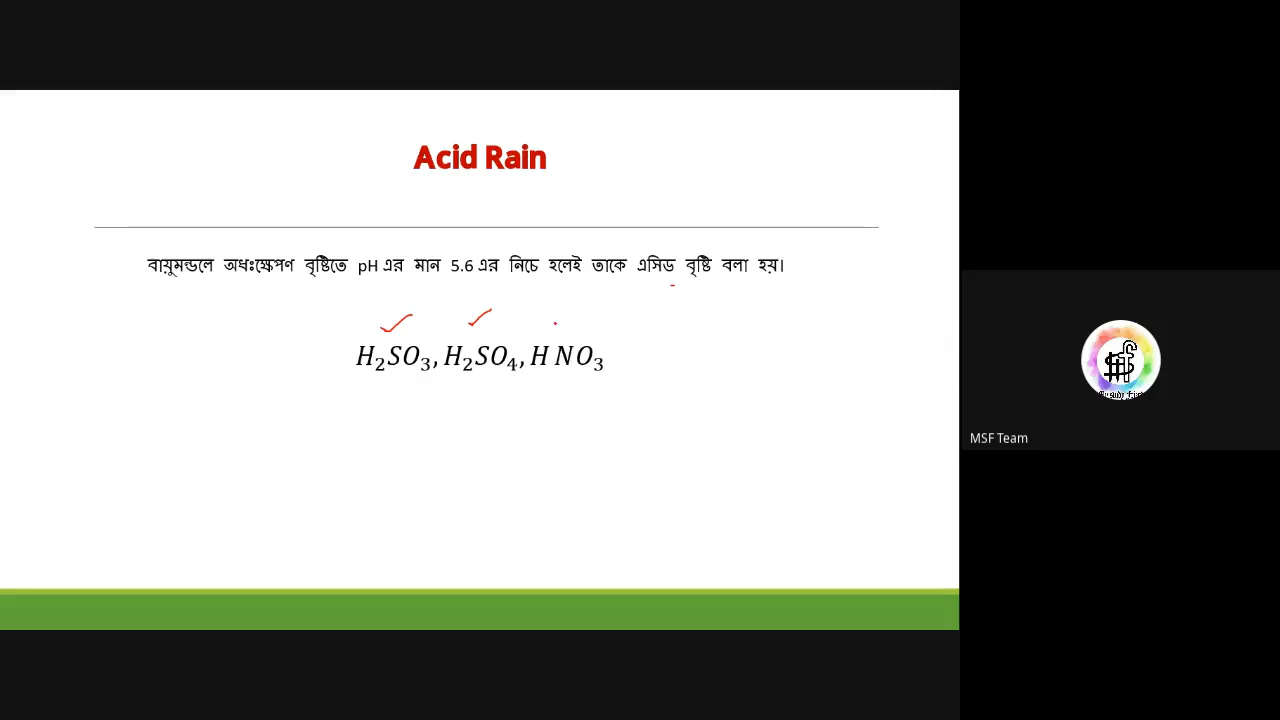 Acid Rain
বায়ুমন্ডলে অধঃক্ষেপণ বৃষ্টিতে pH এর মান 5.6 এর নিচে হলেই তাকে এসিড বৃষ্টি বলা হয়।
H₂SO₃, H₂SO₄, H NO₃
MSF Team